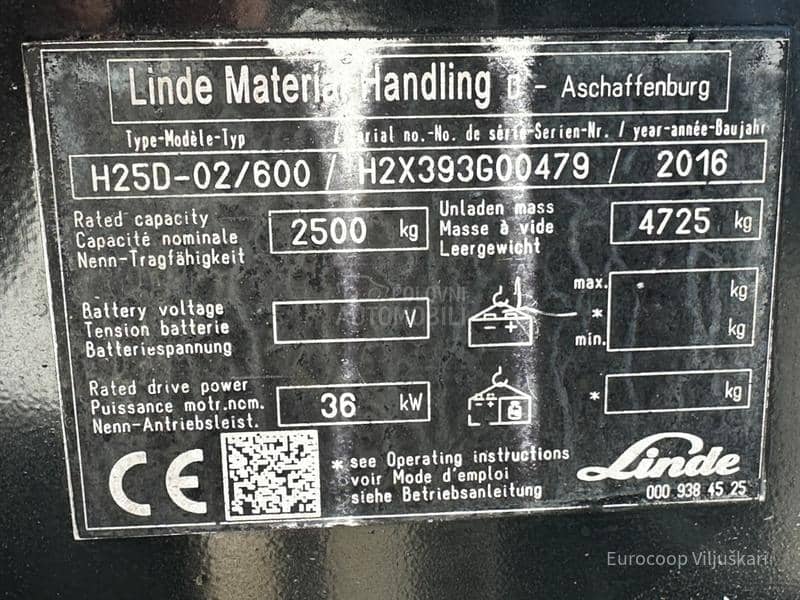 Linde Material Handling D - Aschaffenburg
Type-Modèle-Typ Serial no.-No. de série-Serien-Nr. / year-année-Baujahr
H25D-02/600 / H2X393G00479 / 2016
Rated capacity
Capacité nominale
Nenn-Tragfähigkeit
2500 kg
Unladen mass
Masse à vide
Leergewicht
4725 kg
Battery voltage
Tension batterie
Batteriespannung
V
max. kg
*
min. kg
Rated drive power
Puissance motr.nom.
Nenn-Antriebsleist.
36 kW
* kg
CE
* see Operating instructions
voir Mode d'emploi
siehe Betriebsanleitung
Linde
000 938 45 25
POLOVNI
AUTOMOBILI
Eurocoop Viljuškari